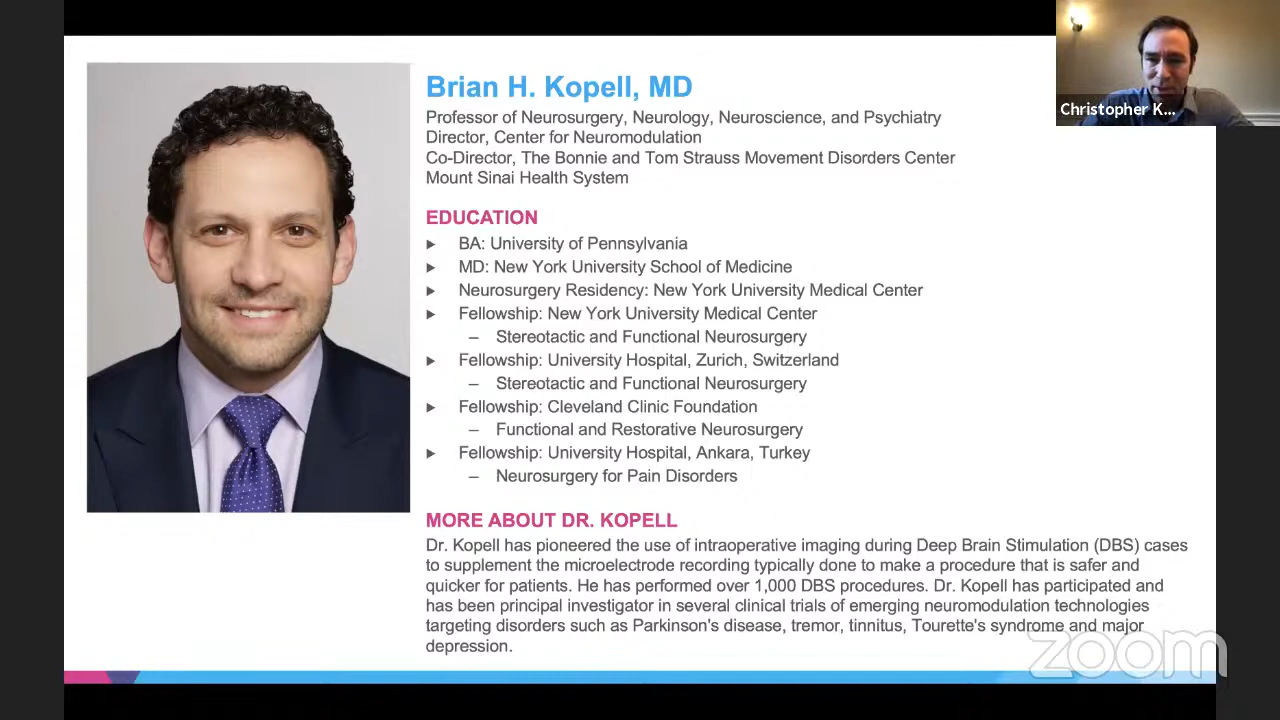 Brian H. Kopell, MD
Professor of Neurosurgery, Neurology, Neuroscience, and Psychiatry
Director, Center for Neuromodulation
Co-Director, The Bonnie and Tom Strauss Movement Disorders Center
Mount Sinai Health System
Christopher K...
EDUCATION
BA: University of Pennsylvania
MD: New York University School of Medicine
Neurosurgery Residency: New York University Medical Center
Fellowship: New York University Medical Center
– Stereotactic and Functional Neurosurgery
Fellowship: University Hospital, Zurich, Switzerland
– Stereotactic and Functional Neurosurgery
Fellowship: Cleveland Clinic Foundation
– Functional and Restorative Neurosurgery
Fellowship: University Hospital, Ankara, Turkey
– Neurosurgery for Pain Disorders
MORE ABOUT DR. KOPELL
Dr. Kopell has pioneered the use of intraoperative imaging during Deep Brain Stimulation (DBS) cases
to supplement the microelectrode recording typically done to make a procedure that is safer and
quicker for patients. He has performed over 1,000 DBS procedures. Dr. Kopell has participated and
has been principal investigator in several clinical trials of emerging neuromodulation technologies
targeting disorders such as Parkinson's disease, tremor, tinnitus, Tourette's syndrome and major
depression.
zoom